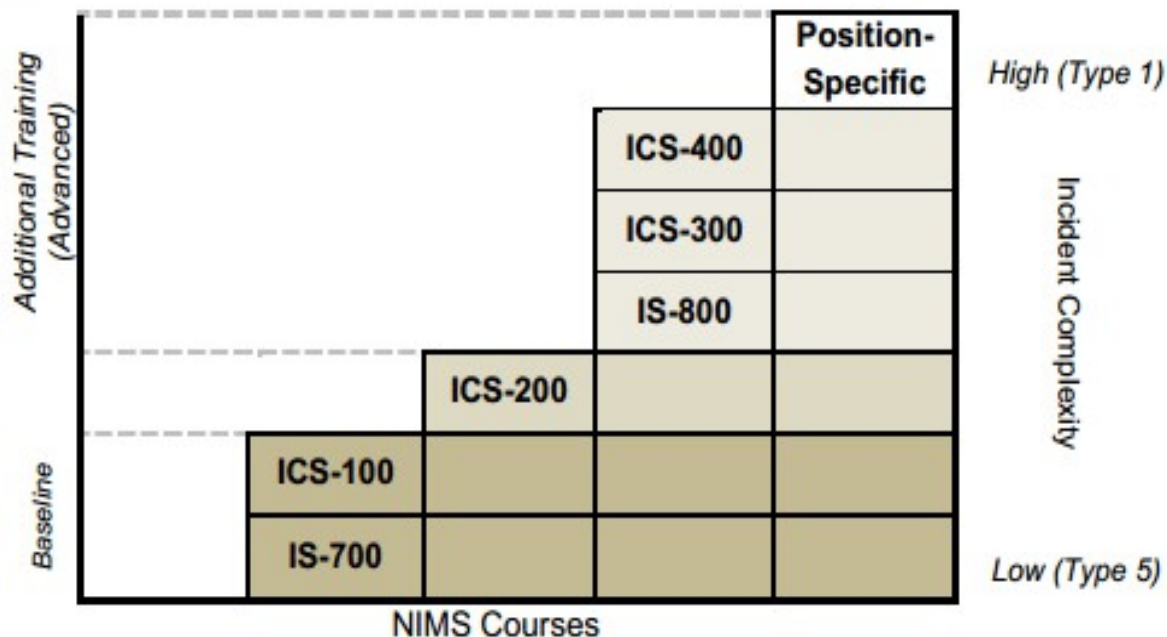 Additional Training
(Advanced)
Baseline
Position-
Specific
ICS-400
ICS-300
IS-800
ICS-200
ICS-100
IS-700
High (Type 1)
Incident Complexity
Low (Type 5)
NIMS Courses